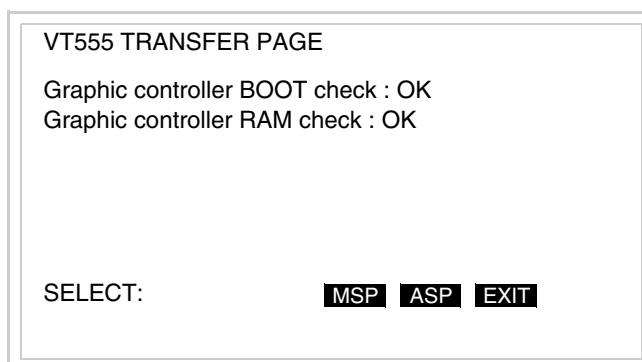 VT555 TRANSFER PAGE
Graphic controller BOOT check : OK
Graphic controller RAM check : OK
SELECT: MSP ASP EXIT